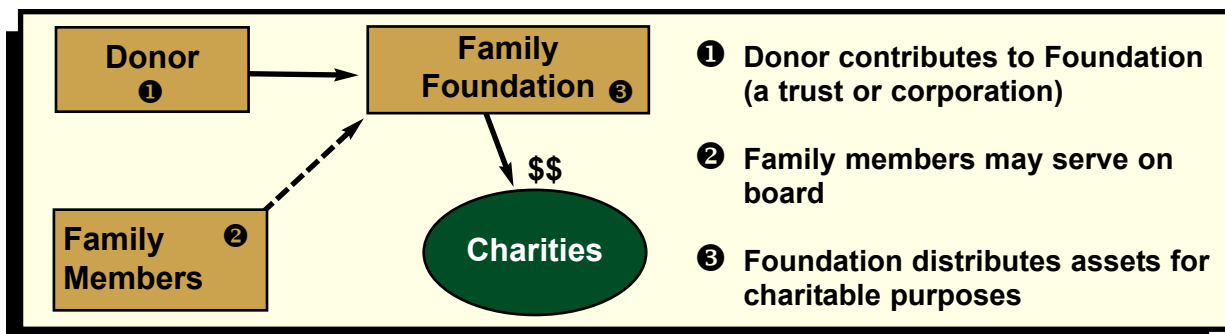 Donor
❶
Family
Foundation ❸
$$
Family ❷
Members
Charities
❶ Donor contributes to Foundation
(a trust or corporation)
❷ Family members may serve on
board
❸ Foundation distributes assets for
charitable purposes